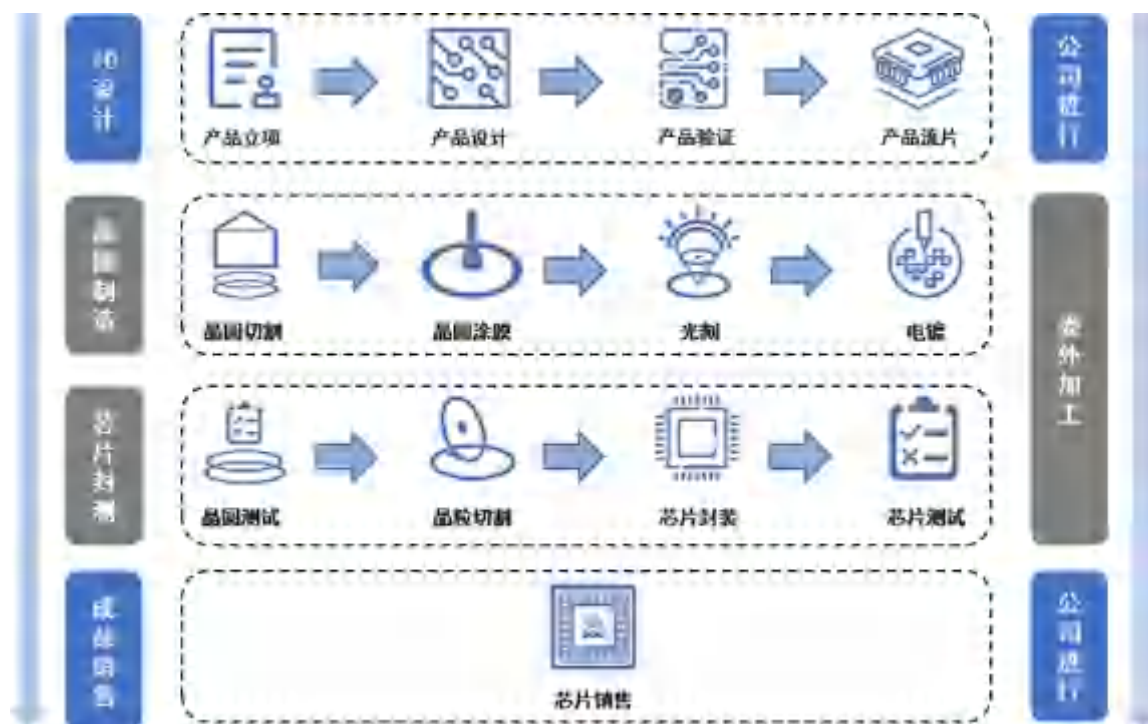 设计
产品立项
产品设计
产品验证
产品流片
公司进行
晶圆制造
晶圆切割
晶圆涂膜
光刻
电镀
委外加工
芯片封测
晶圆测试
晶粒切割
芯片封装
芯片测试
销售
芯片销售
公司进行